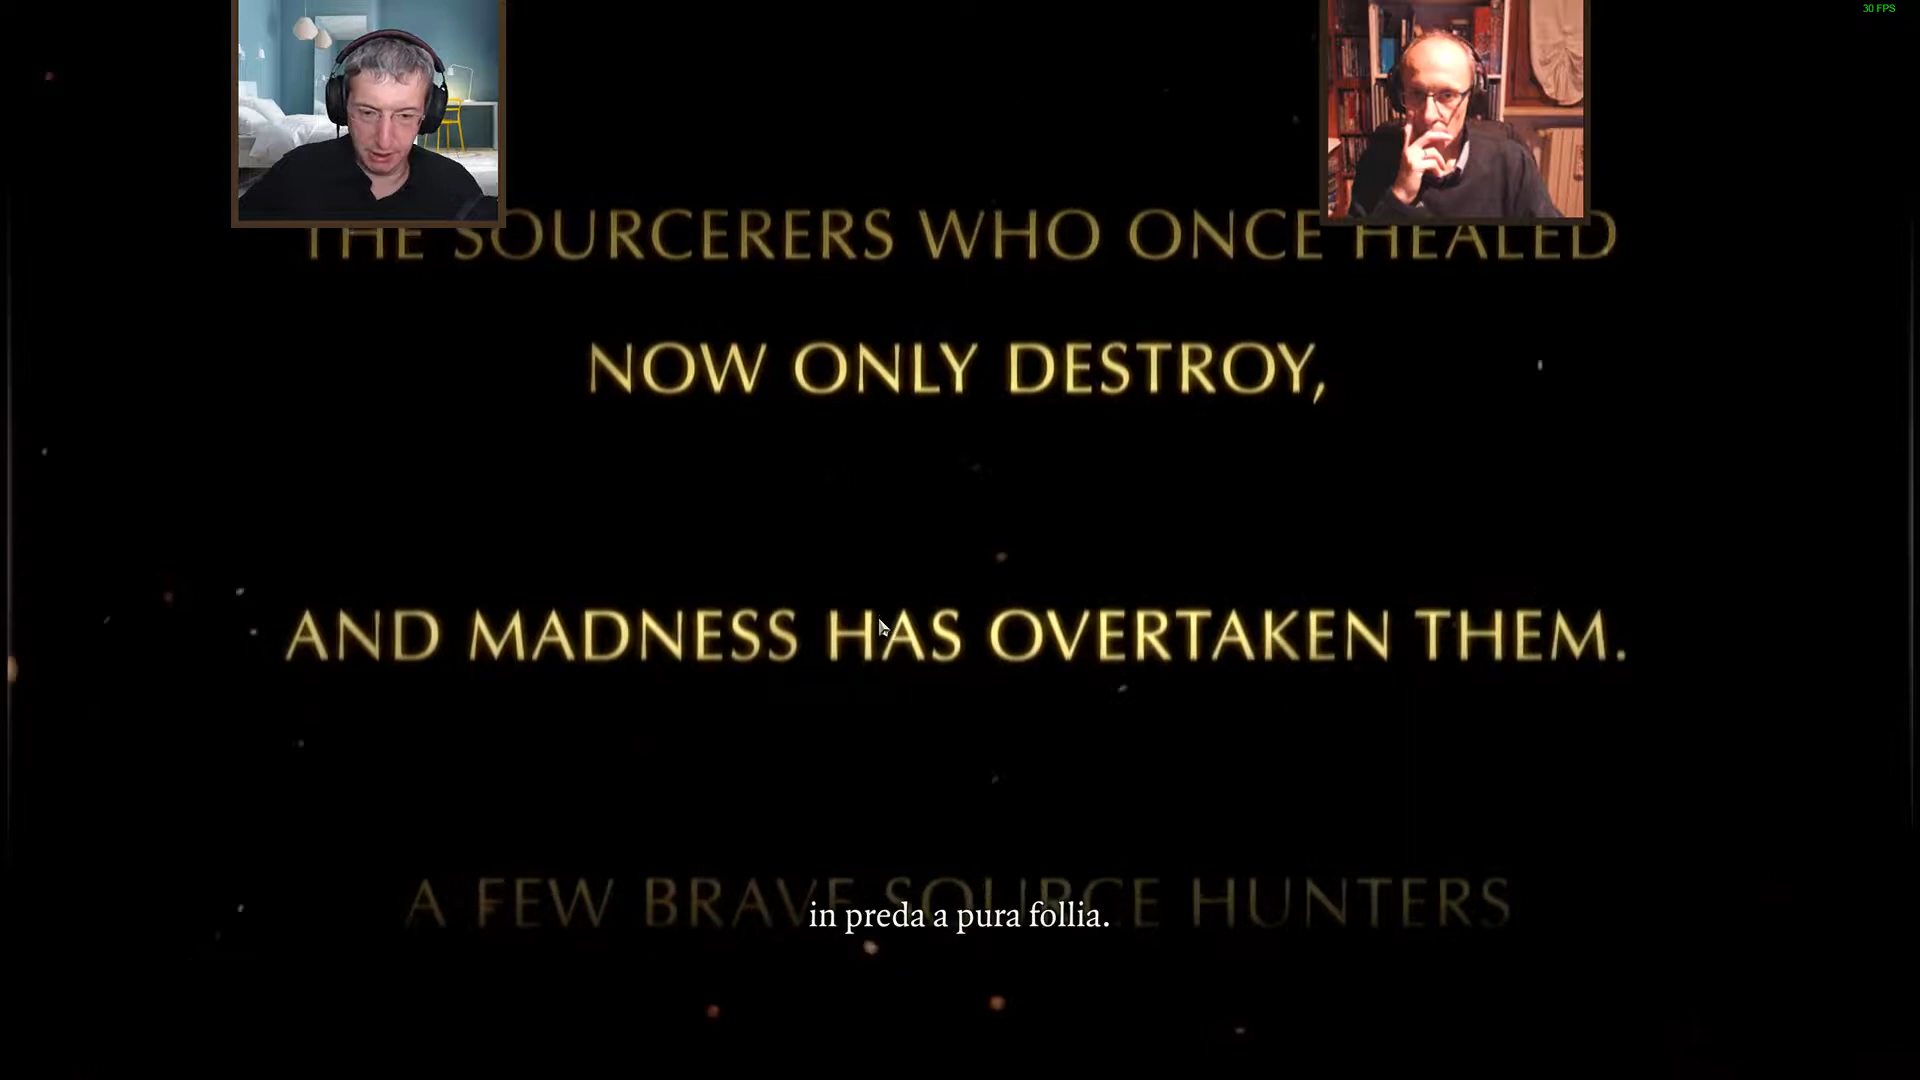 30 FPS
THE SOURCERERS WHO ONCE HEALED
NOW ONLY DESTROY,
AND MADNESS HAS OVERTAKEN THEM.
A FEW BRAVE SOURCE HUNTERS
in preda a pura follia.